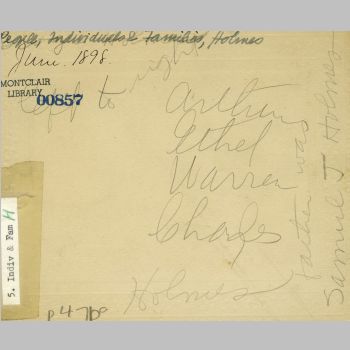 People, Individuals & Families, Holmes
June. 1898.
MONTCLAIR
LIBRARY
00857
left to right
Arthur
Ethel
Warren
Charles
Holmes
father was
Samuel J Holmes
5. Indiv & Fam H
p 476